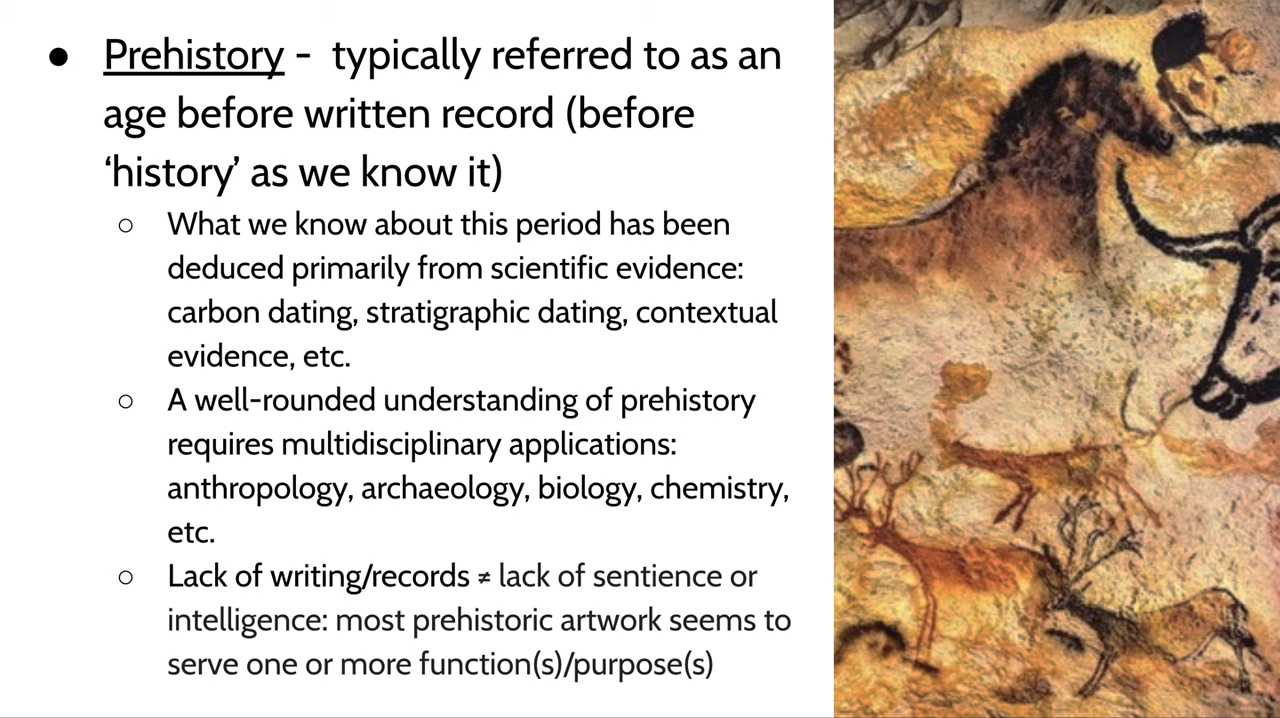 ● Prehistory - typically referred to as an
age before written record (before
‘history’ as we know it)
○ What we know about this period has been
deduced primarily from scientific evidence:
carbon dating, stratigraphic dating, contextual
evidence, etc.
○ A well-rounded understanding of prehistory
requires multidisciplinary applications:
anthropology, archaeology, biology, chemistry,
etc.
○ Lack of writing/records ≠ lack of sentience or
intelligence: most prehistoric artwork seems to
serve one or more function(s)/purpose(s)